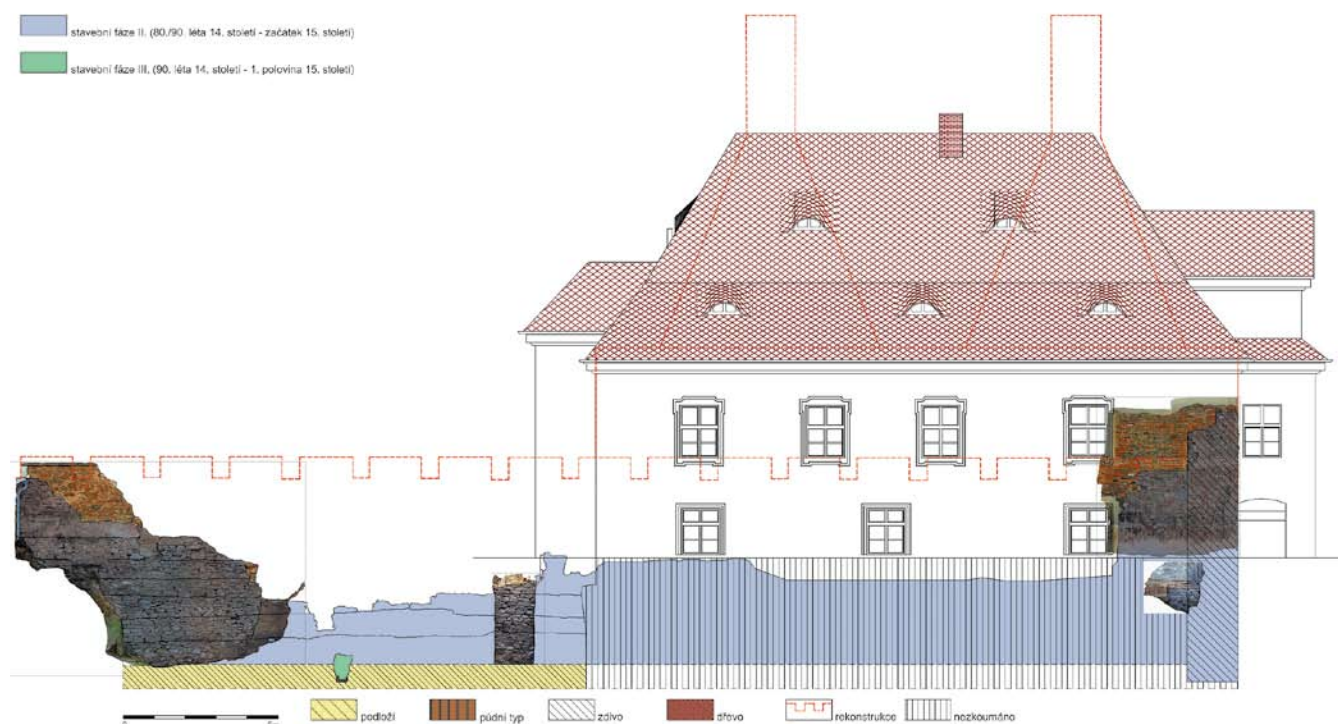 stavební fáze II. (80./90. léta 14. století - začátek 15. století)
stavební fáze III. (90. léta 14. století - 1. polovina 15. století)
podloží
půdní typ
zdivo
dřevo
rekonstrukce
nezkoumáno